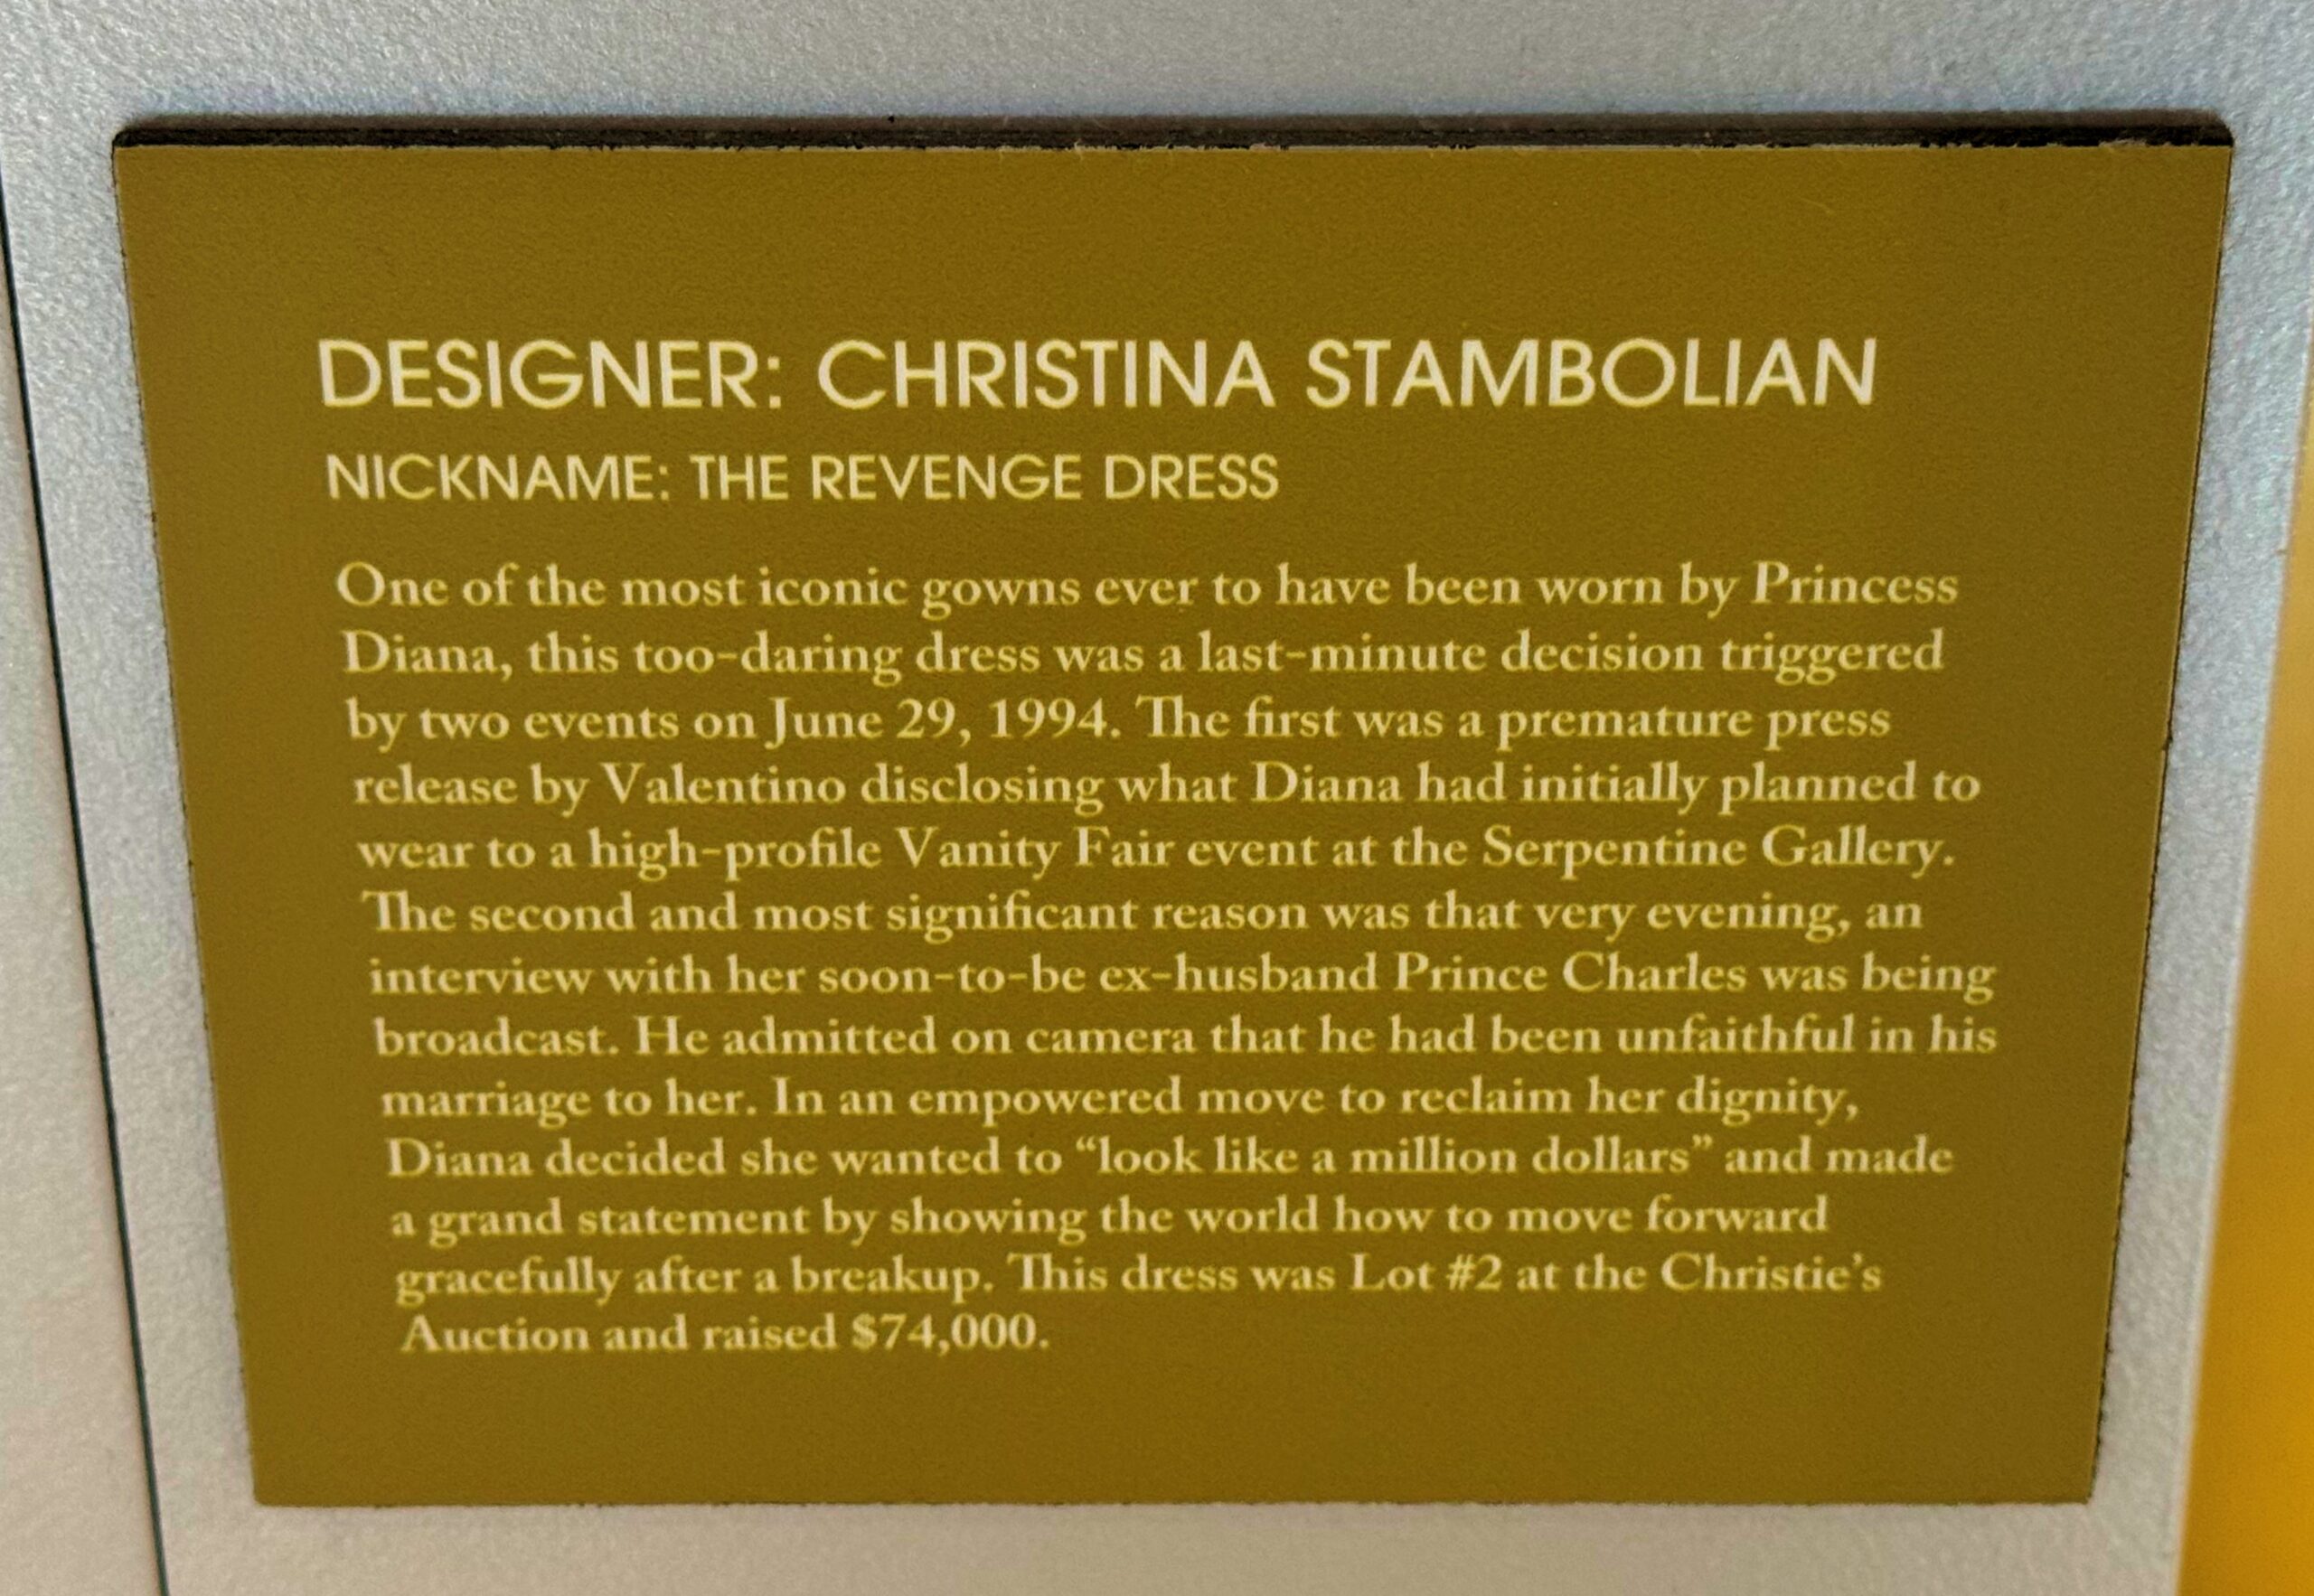 DESIGNER: CHRISTINA STAMBOLIAN
NICKNAME: THE REVENGE DRESS
One of the most iconic gowns ever to have been worn by Princess
Diana, this too-daring dress was a last-minute decision triggered
by two events on June 29, 1994. The first was a premature press
release by Valentino disclosing what Diana had initially planned to
wear to a high-profile Vanity Fair event at the Serpentine Gallery.
The second and most significant reason was that very evening, an
interview with her soon-to-be ex-husband Prince Charles was being
broadcast. He admitted on camera that he had been unfaithful in his
marriage to her. In an empowered move to reclaim her dignity,
Diana decided she wanted to “look like a million dollars” and made
a grand statement by showing the world how to move forward
gracefully after a breakup. This dress was Lot #2 at the Christie’s
Auction and raised $74,000.